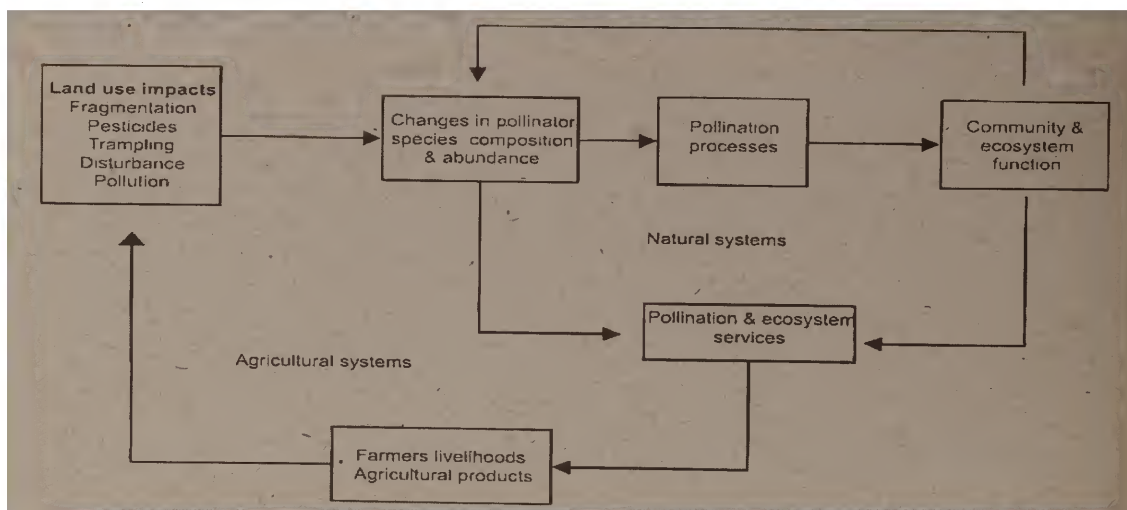 Land use impacts
Fragmentation
Pesticides
Trampling
Disturbance
Pollution
Changes in pollinator
species composition
& abundance
Pollination
processes
Community &
ecosystem
function
Natural systems
Pollination & ecosystem
services
Agricultural systems
Farmers livelihoods
Agricultural products